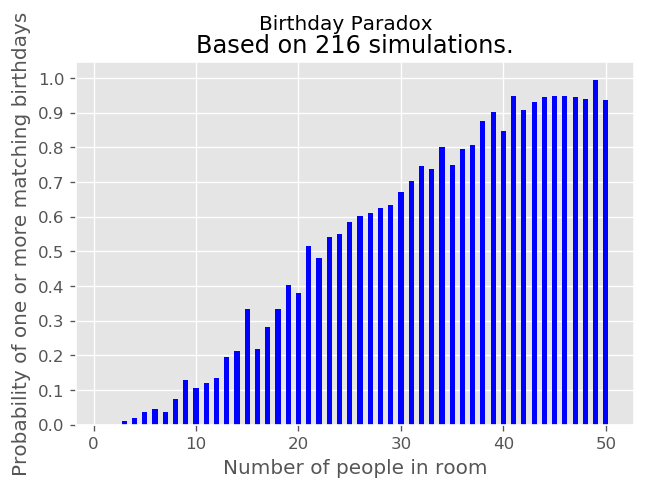 Birthday Paradox
Based on 216 simulations.
Probability of one or more matching birthdays
1.0
0.9
0.8
0.7
0.6
0.5
0.4
0.3
0.2
0.1
0.0
0 10 20 30 40 50
Number of people in room